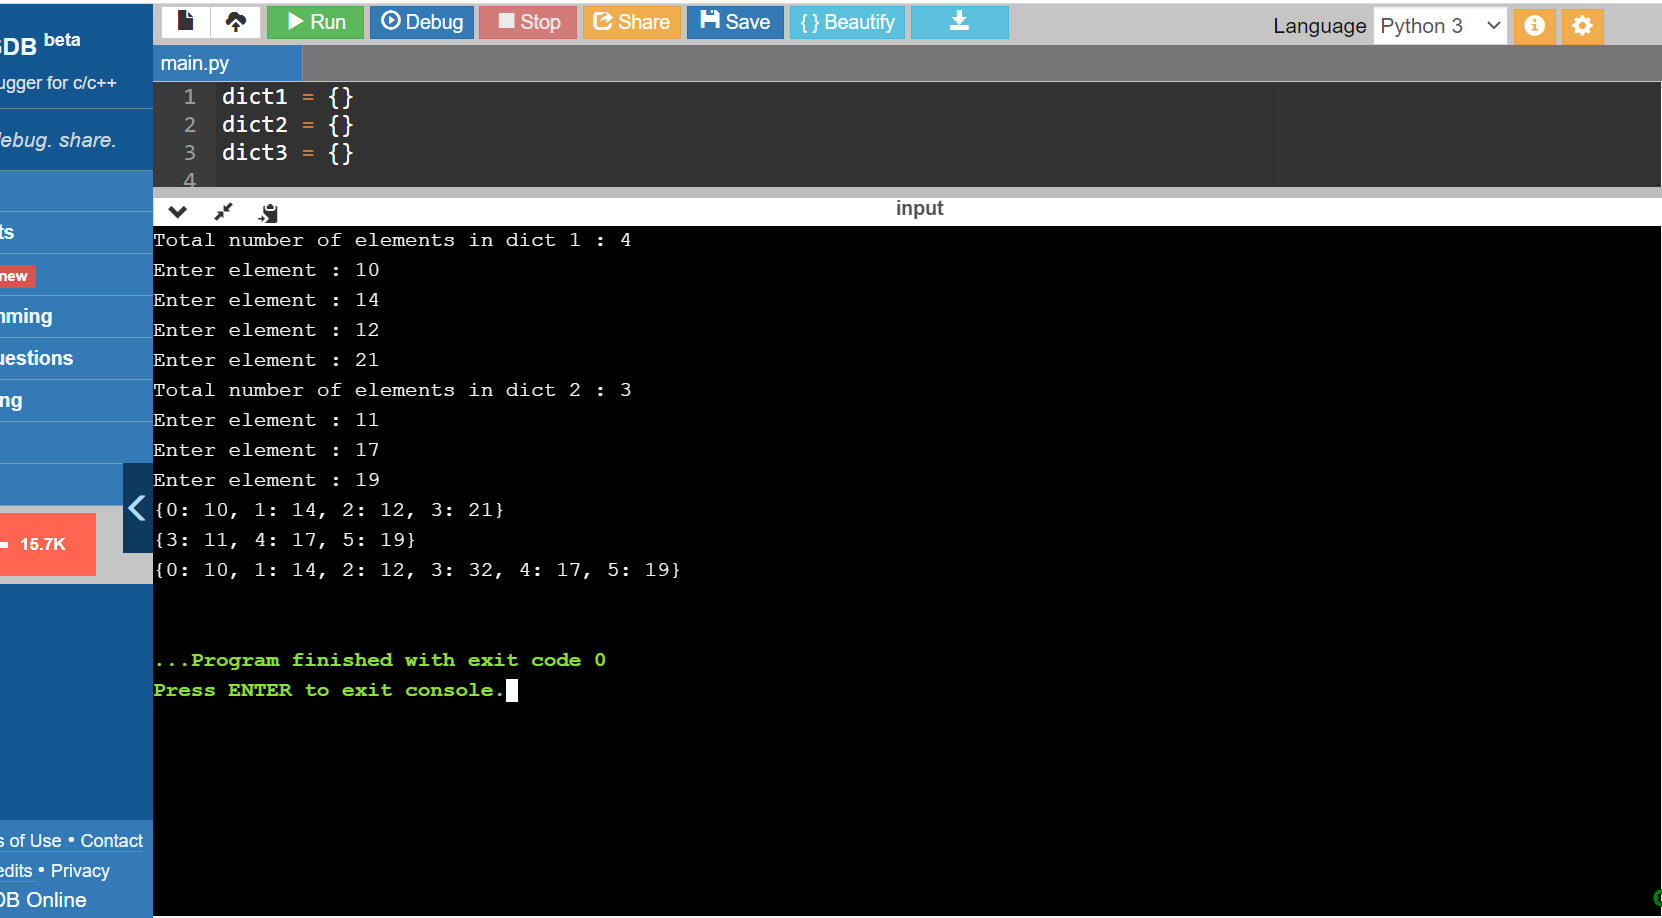 Run Debug Stop Share Save { } Beautify
Language Python 3
GDB beta
ugger for c/c++
ebug. share.
ts
new
mming
uestions
ng
15.7K
s of Use • Contact
edits • Privacy
DB Online
main.py
1 dict1 = {}
2 dict2 = {}
3 dict3 = {}
4
input
Total number of elements in dict 1 : 4
Enter element : 10
Enter element : 14
Enter element : 12
Enter element : 21
Total number of elements in dict 2 : 3
Enter element : 11
Enter element : 17
Enter element : 19
{0: 10, 1: 14, 2: 12, 3: 21}
{3: 11, 4: 17, 5: 19}
{0: 10, 1: 14, 2: 12, 3: 32, 4: 17, 5: 19}
...Program finished with exit code 0
Press ENTER to exit console.